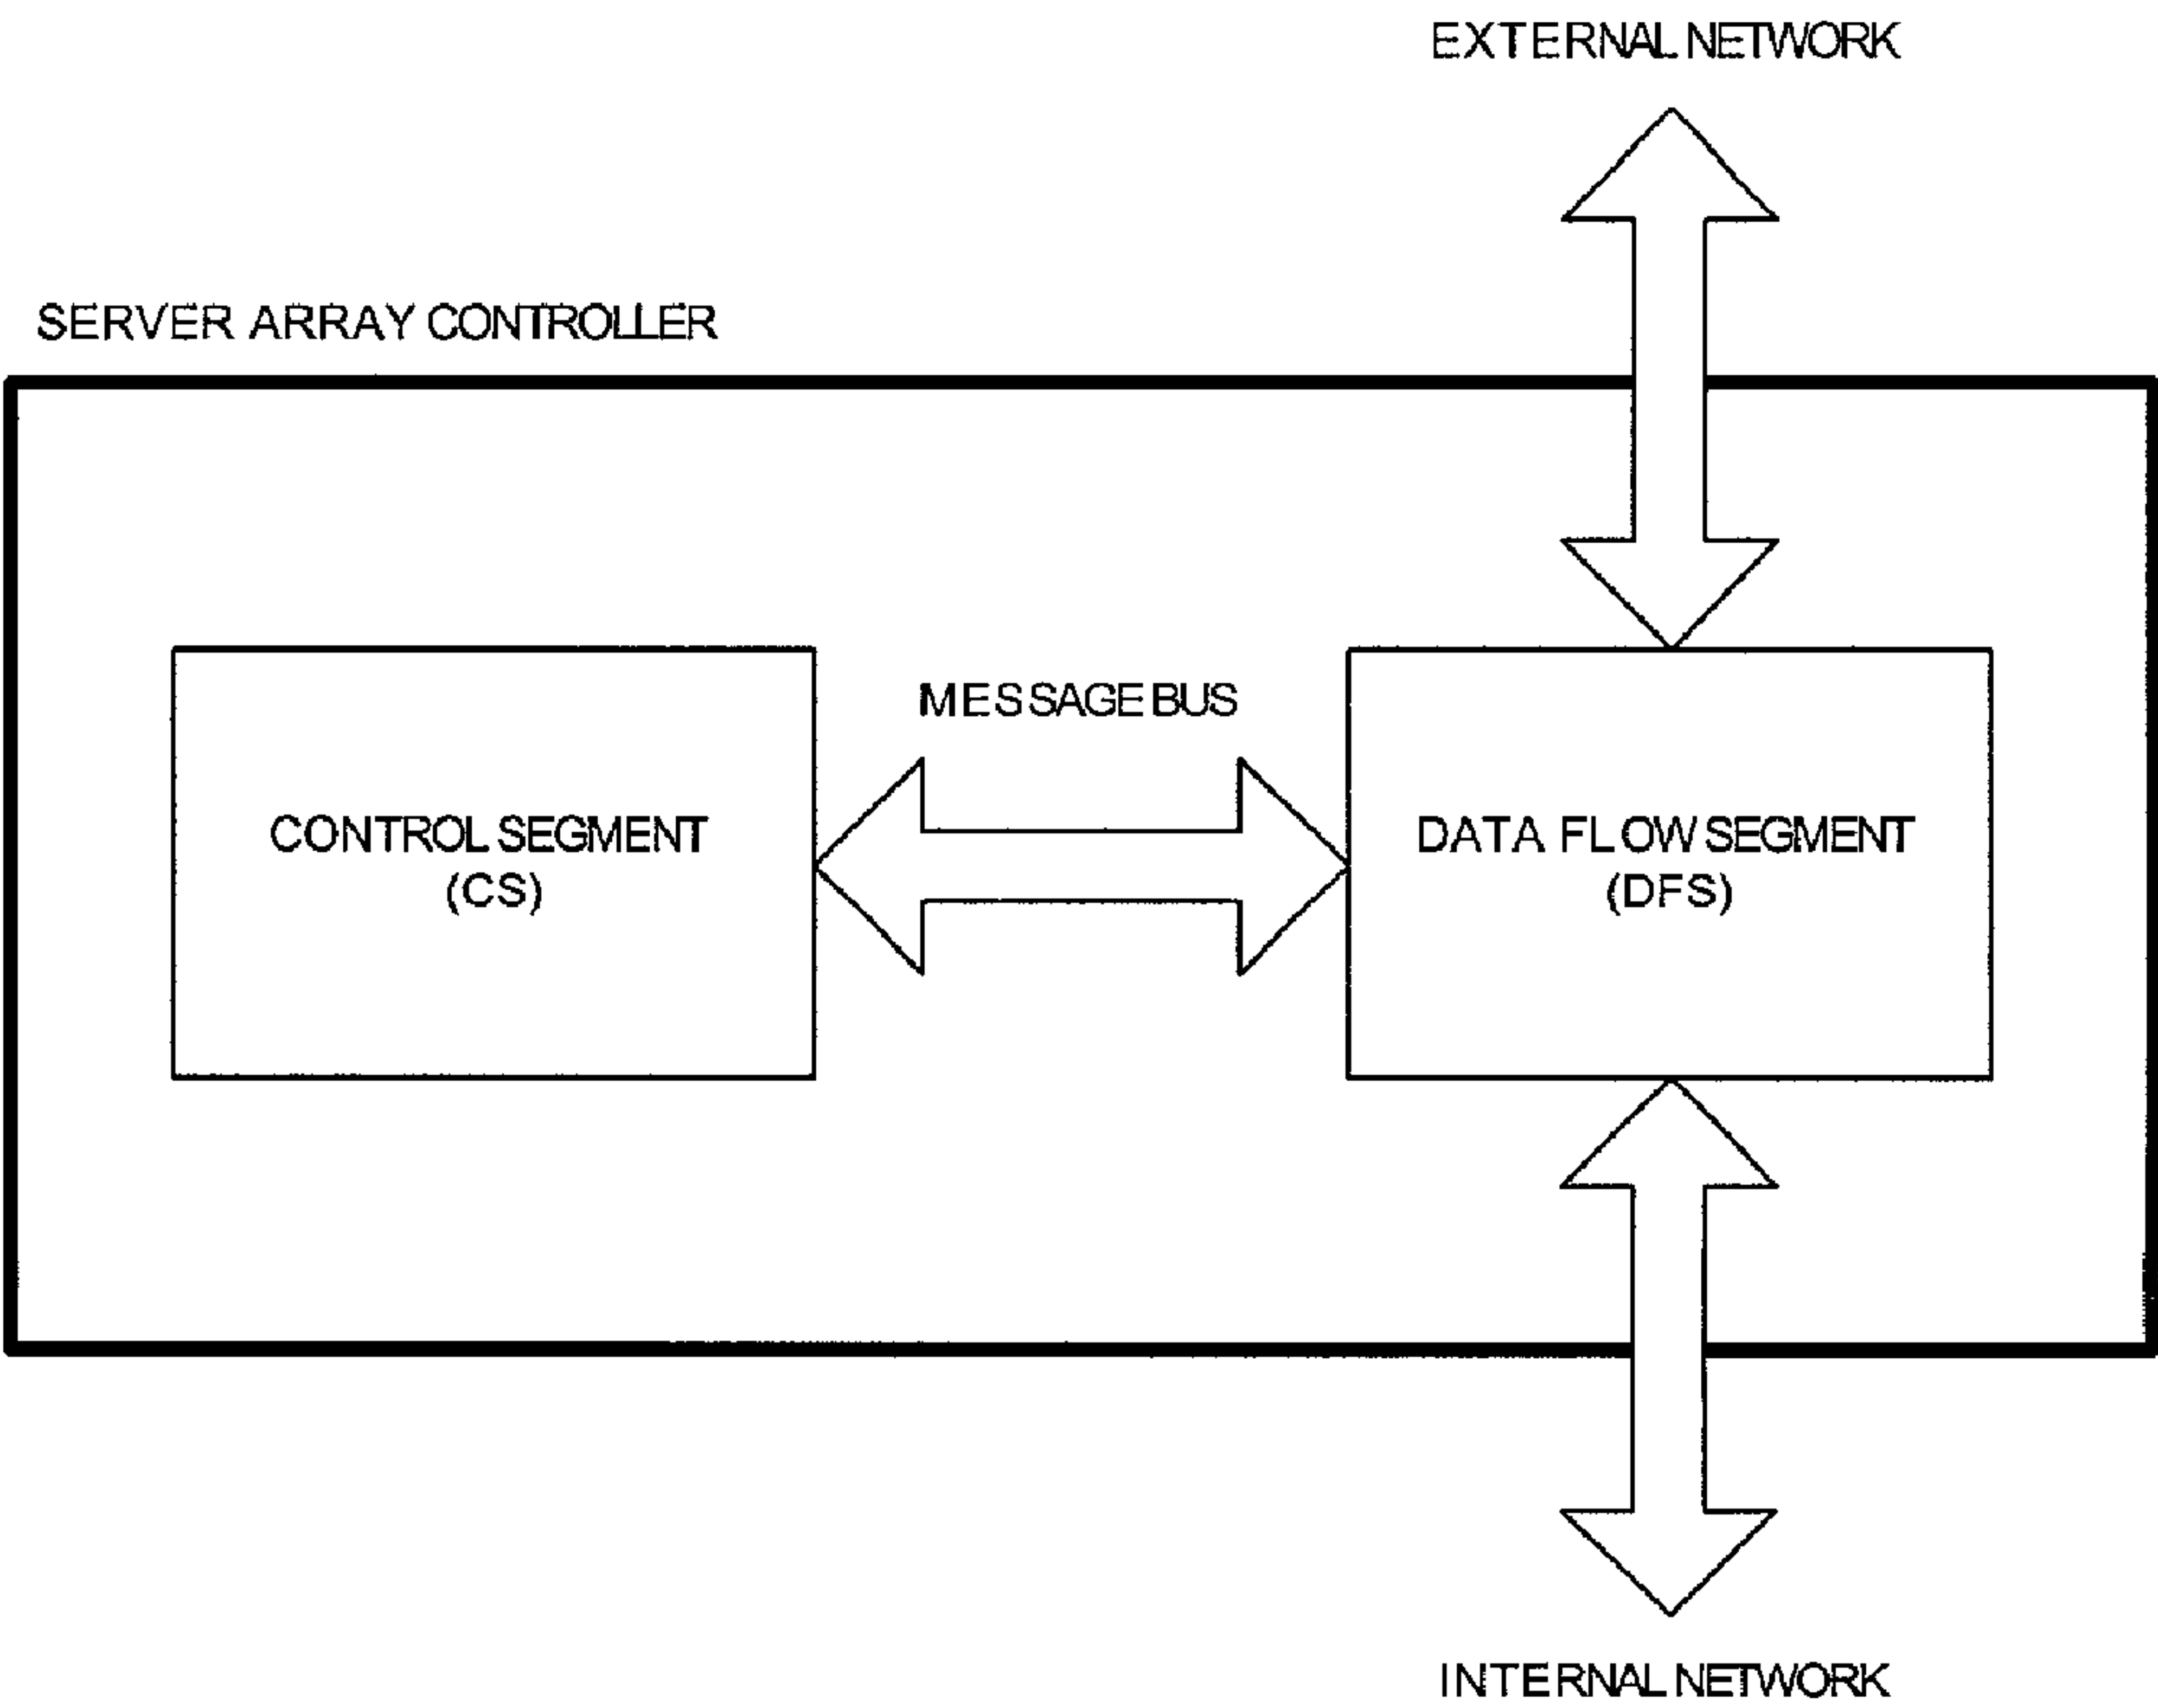 EXTERNAL NETWORK
SERVER ARRAY CONTROLLER
MESSAGE BUS
CONTROL SEGMENT
(CS)
DATA FLOW SEGMENT
(DFS)
INTERNAL NETWORK